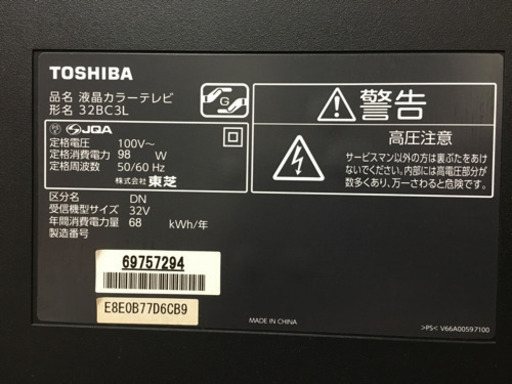 TOSHIBA
品名 液晶カラーテレビ
形名 32BC3L
G
JQA
定格電圧 100V～
定格消費電力 98 W
定格周波数 50/60 Hz
株式会社 東芝
区分名 DN
受信機型サイズ 32V
年間消費電力量 68 kWh/年
製造番号
69757294
E8E0B77D6CB9
警告
高圧注意
サービスマン以外の方は裏ぶたをあけ
ないでください。内部には高電圧部分が
数多くあり、万一さわると危険です。
MADE IN CHINA
>PS< V66A00597100